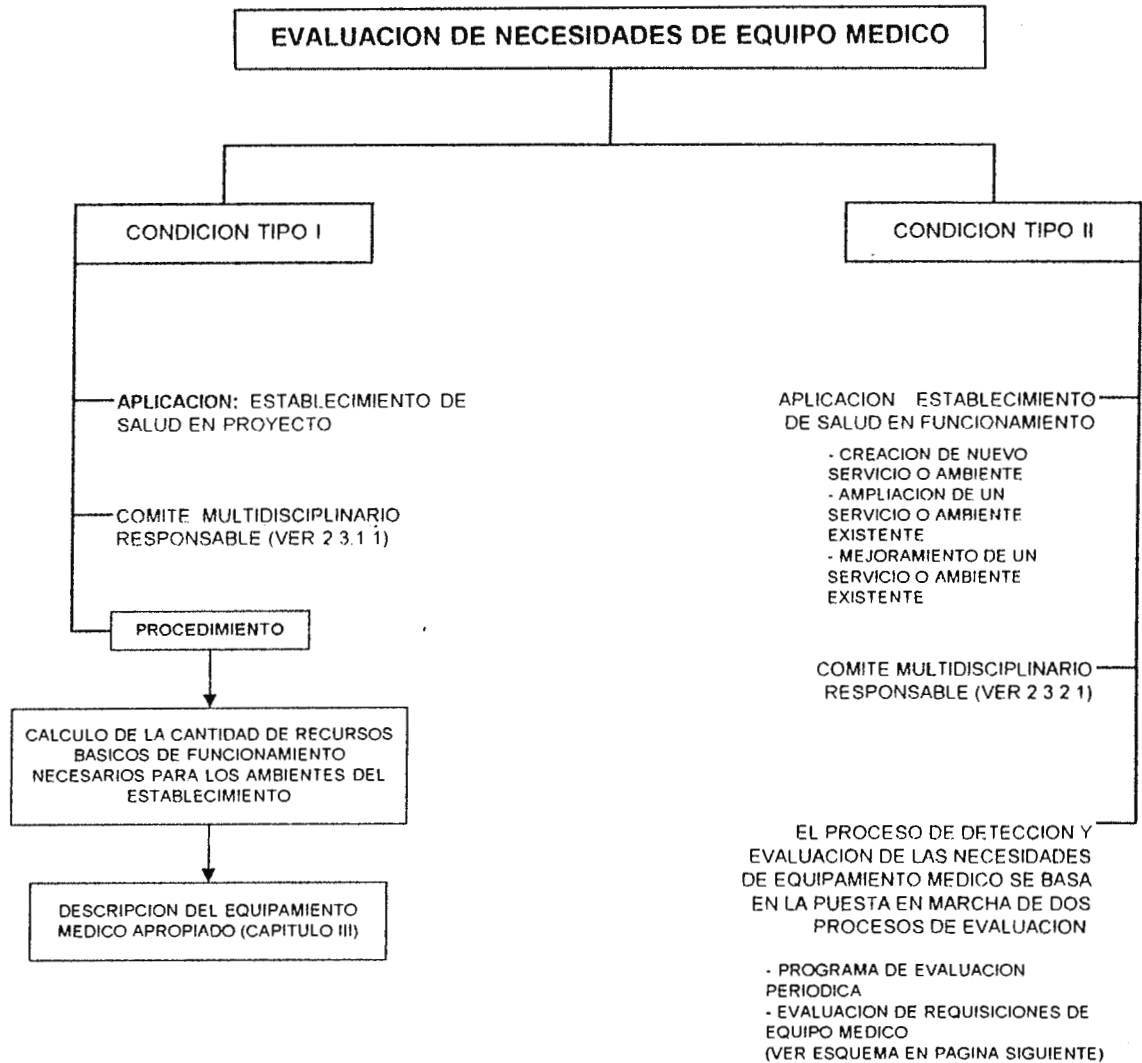 EVALUACION DE NECESIDADES DE EQUIPO MEDICO
CONDICION TIPO I
APLICACION: ESTABLECIMIENTO DE
SALUD EN PROYECTO
COMITE MULTIDISCIPLINARIO
RESPONSABLE (VER 2 3.1 1)
PROCEDIMIENTO
CALCULO DE LA CANTIDAD DE RECURSOS
BASICOS DE FUNCIONAMIENTO
NECESARIOS PARA LOS AMBIENTES DEL
ESTABLECIMIENTO
DESCRIPCION DEL EQUIPAMIENTO
MEDICO APROPIADO (CAPITULO III)
CONDICION TIPO II
APLICACION ESTABLECIMIENTO
DE SALUD EN FUNCIONAMIENTO
- CREACION DE NUEVO
SERVICIO O AMBIENTE
- AMPLIACION DE UN
SERVICIO O AMBIENTE
EXISTENTE
- MEJORAMIENTO DE UN
SERVICIO O AMBIENTE
EXISTENTE
COMITE MULTIDISCIPLINARIO
RESPONSABLE (VER 2 3 2 1)
EL PROCESO DE DETECCION Y
EVALUACION DE LAS NECESIDADES
DE EQUIPAMIENTO MEDICO SE BASA
EN LA PUESTA EN MARCHA DE DOS
PROCESOS DE EVALUACION
- PROGRAMA DE EVALUACION
PERIODICA
- EVALUACION DE REQUISICIONES DE
EQUIPO MEDICO
(VER ESQUEMA EN PAGINA SIGUIENTE)